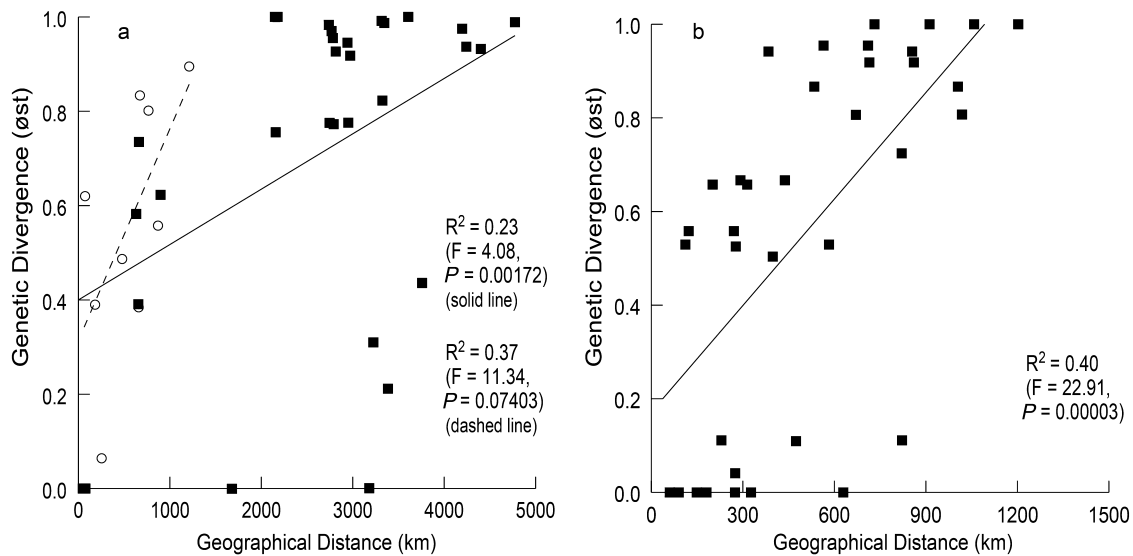 a
Genetic Divergence (øst)
1.0
0.8
0.6
0.4
0.2
0.0
R² = 0.23
(F = 4.08,
P = 0.00172)
(solid line)
R² = 0.37
(F = 11.34,
P = 0.07403)
(dashed line)
0 1000 2000 3000 4000 5000
Geographical Distance (km)
b
Genetic Divergence (øst)
1.0
0.8
0.6
0.4
0.2
0.0
R² = 0.40
(F = 22.91,
P = 0.00003)
0 300 600 900 1200 1500
Geographical Distance (km)